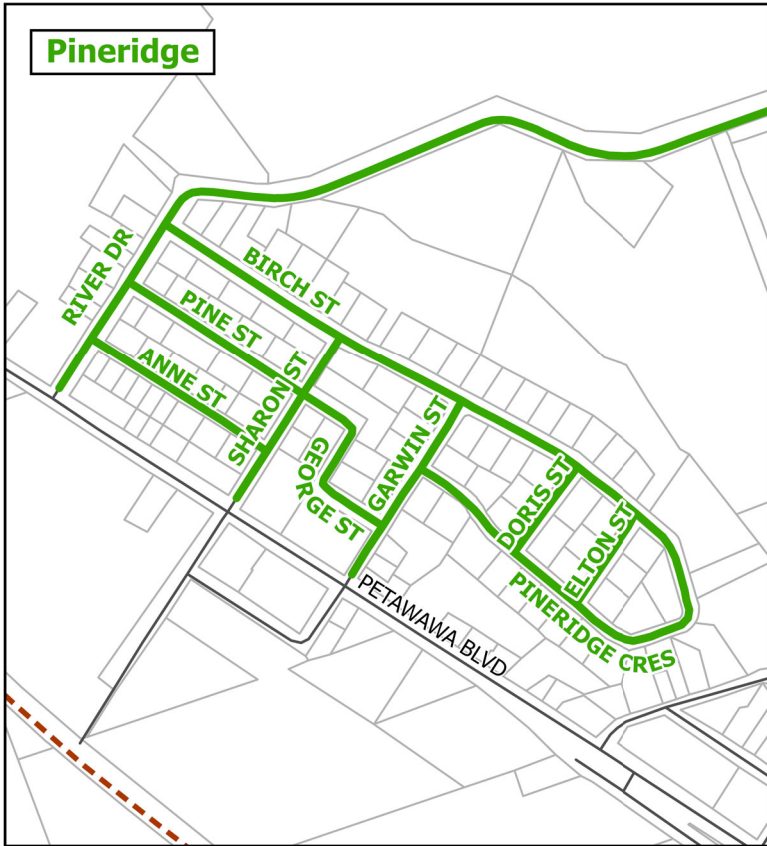 Pineridge
RIVER DR
BIRCH ST
PINE ST
ANNE ST
SHARON ST
GEORGE ST
GARWIN ST
DORIS ST
ELTON ST
PINERIDGE CRES
PETAWAWA BLVD